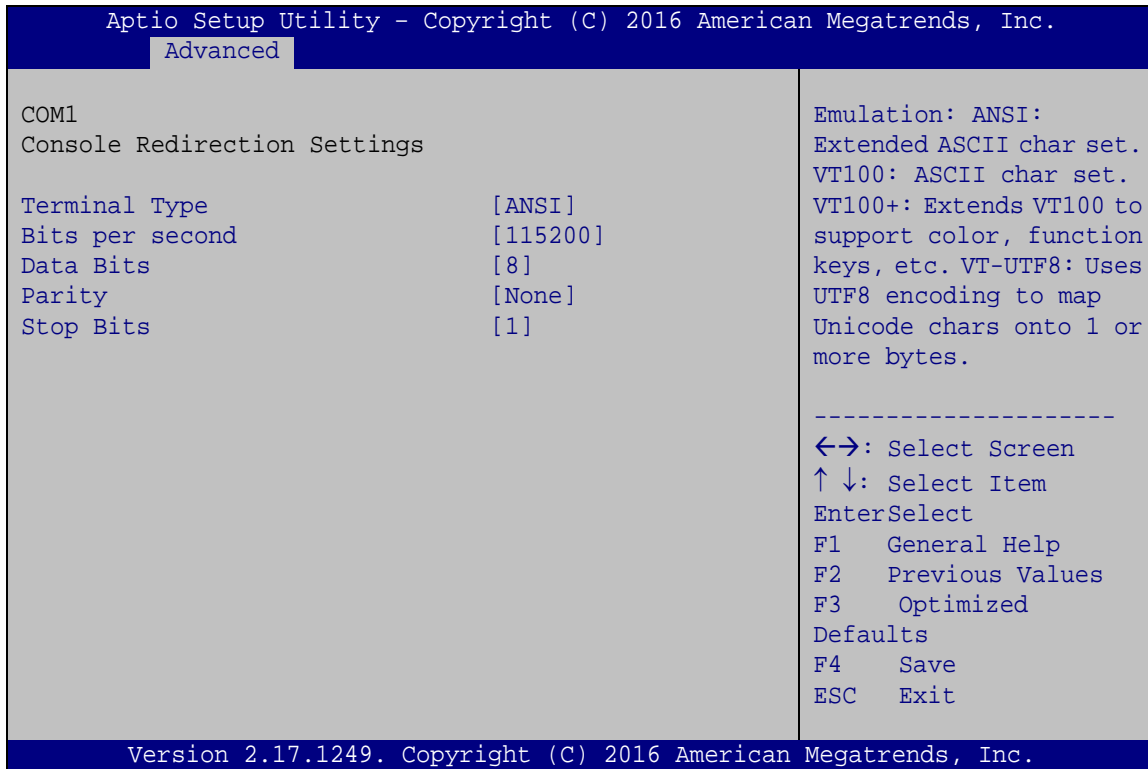 Aptio Setup Utility – Copyright (C) 2016 American Megatrends, Inc.
Advanced
COM1
Console Redirection Settings
Terminal Type [ANSI]
Bits per second [115200]
Data Bits [8]
Parity [None]
Stop Bits [1]
Emulation: ANSI:
Extended ASCII char set.
VT100: ASCII char set.
VT100+: Extends VT100 to
support color, function
keys, etc. VT-UTF8: Uses
UTF8 encoding to map
Unicode chars onto 1 or
more bytes.
---------------------
←→: Select Screen
↑ ↓: Select Item
EnterSelect
F1 General Help
F2 Previous Values
F3 Optimized
Defaults
F4 Save
ESC Exit
Version 2.17.1249. Copyright (C) 2016 American Megatrends, Inc.